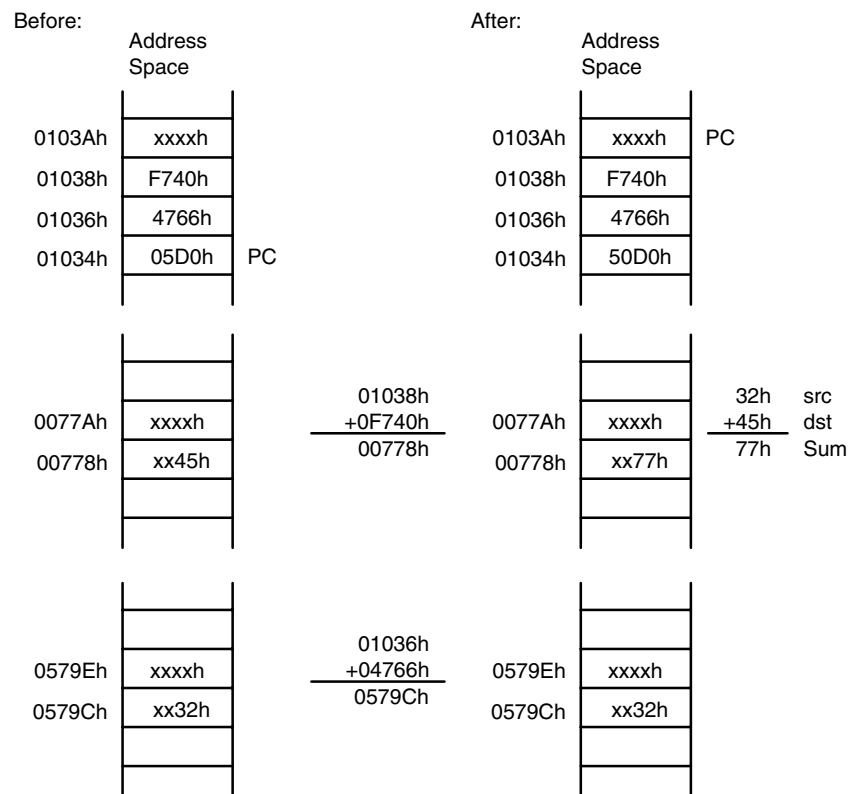 Before:
Address
Space
0103Ah xxxxh
01038h F740h
01036h 4766h
01034h 05D0h PC
0077Ah xxxxh
00778h xx45h
01038h
+0F740h
00778h
0579Eh xxxxh
0579Ch xx32h
01036h
+04766h
0579Ch
After:
Address
Space
0103Ah xxxxh PC
01038h F740h
01036h 4766h
01034h 50D0h
0077Ah xxxxh
00778h xx77h
32h src
+45h dst
77h Sum
0579Eh xxxxh
0579Ch xx32h